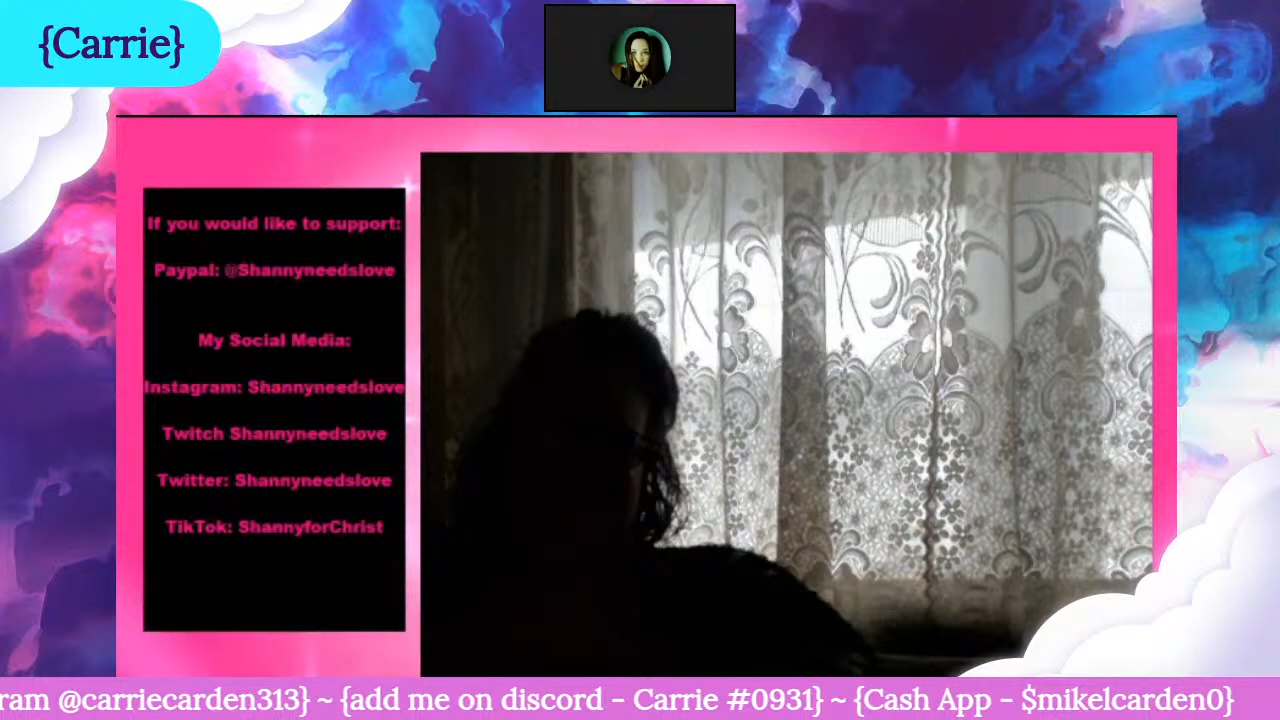 {Carrie}
If you would like to support:
Paypal: @Shannyneedslove
My Social Media:
Instagram: Shannyneedslove
Twitch Shannyneedslove
Twitter: Shannyneedslove
TikTok: ShannyforChrist
ram @carriecarden313} ~ {add me on discord - Carrie #0931} ~ {Cash App - $mikelcarden0}